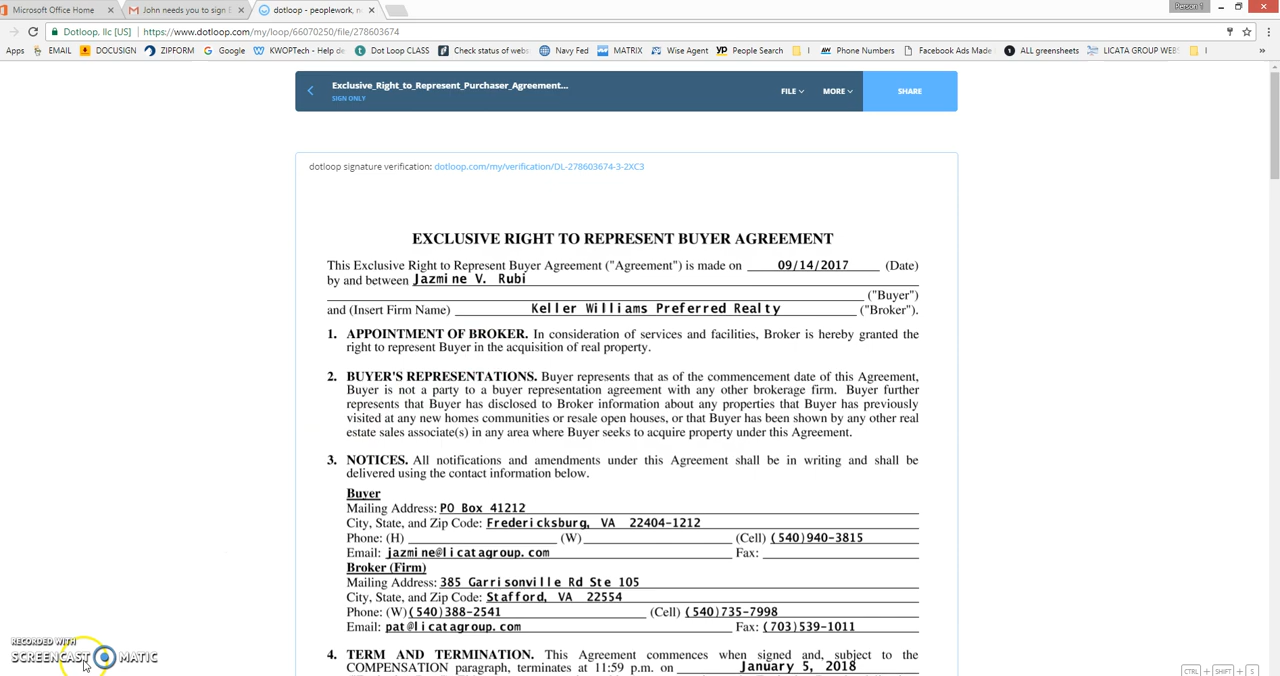 Microsoft Office Home
John needs you to sign E
dotloop - peoplework, n
Person 1
Dotloop, llc [US]
https://www.dotloop.com/my/loop/66070250/file/278603674
Apps EMAIL DOCUSIGN ZIPFORM Google KWOPTech - Help de Dot Loop CLASS Check status of webs Navy Fed MATRIX Wise Agent People Search I Phone Numbers Facebook Ads Made ALL greensheets LICATA GROUP WEBS I »
Exclusive_Right_to_Represent_Purchaser_Agreement...
SIGN ONLY
FILE MORE SHARE
dotloop signature verification: dotloop.com/my/verification/DL-278603674-3-2XC3
EXCLUSIVE RIGHT TO REPRESENT BUYER AGREEMENT
This Exclusive Right to Represent Buyer Agreement ("Agreement") is made on 09/14/2017 (Date)
by and between Jazmine V. Rubi
("Buyer")
and (Insert Firm Name) Keller Williams Preferred Realty ("Broker").
1. APPOINTMENT OF BROKER. In consideration of services and facilities, Broker is hereby granted the
right to represent Buyer in the acquisition of real property.
2. BUYER'S REPRESENTATIONS. Buyer represents that as of the commencement date of this Agreement,
Buyer is not a party to a buyer representation agreement with any other brokerage firm. Buyer further
represents that Buyer has disclosed to Broker information about any properties that Buyer has previously
visited at any new homes communities or resale open houses, or that Buyer has been shown by any other real
estate sales associate(s) in any area where Buyer seeks to acquire property under this Agreement.
3. NOTICES. All notifications and amendments under this Agreement shall be in writing and shall be
delivered using the contact information below.
Buyer
Mailing Address: PO Box 41212
City, State, and Zip Code: Fredericksburg, VA 22404-1212
Phone: (H) (W) (Cell) (540)940-3815
Email: jazmine@licatagroup.com Fax:
Broker (Firm)
Mailing Address: 385 Garrisonville Rd Ste 105
City, State, and Zip Code: Stafford, VA 22554
Phone: (W)(540)388-2541 (Cell) (540)735-7998
Email: pat@licatagroup.com Fax: (703)539-1011
4. TERM AND TERMINATION. This Agreement commences when signed and, subject to the
COMPENSATION paragraph, terminates at 11:59 p.m. on January 5, 2018
RECORDED WITH
SCREENCAST MATIC
CTRL + SHIFT + S